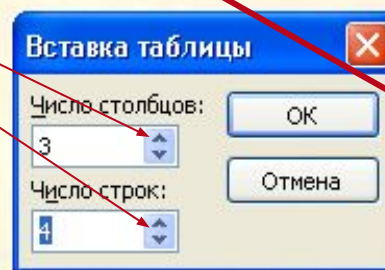 Вставка таблицы
Число столбцов:
3
ОК
Число строк:
4
Отмена